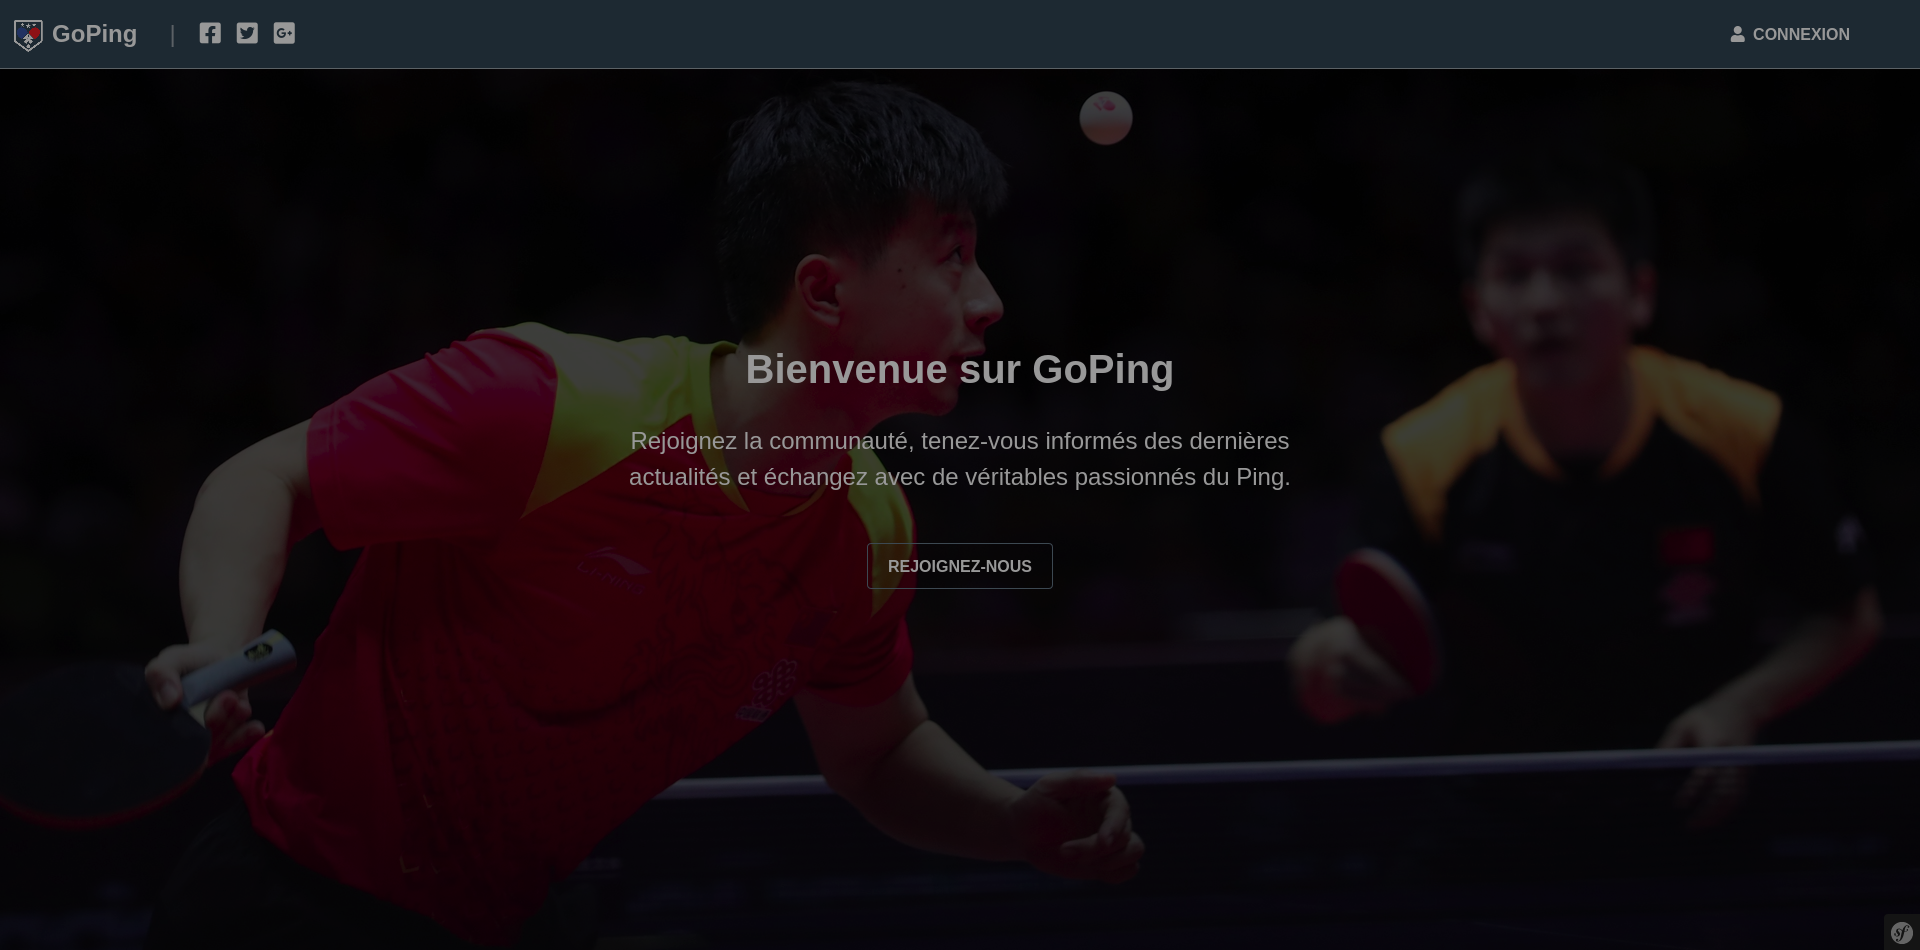 GoPing | CONNEXION
Bienvenue sur GoPing
Rejoignez la communauté, tenez-vous informés des dernières
actualités et échangez avec de véritables passionnés du Ping.
REJOIGNEZ-NOUS